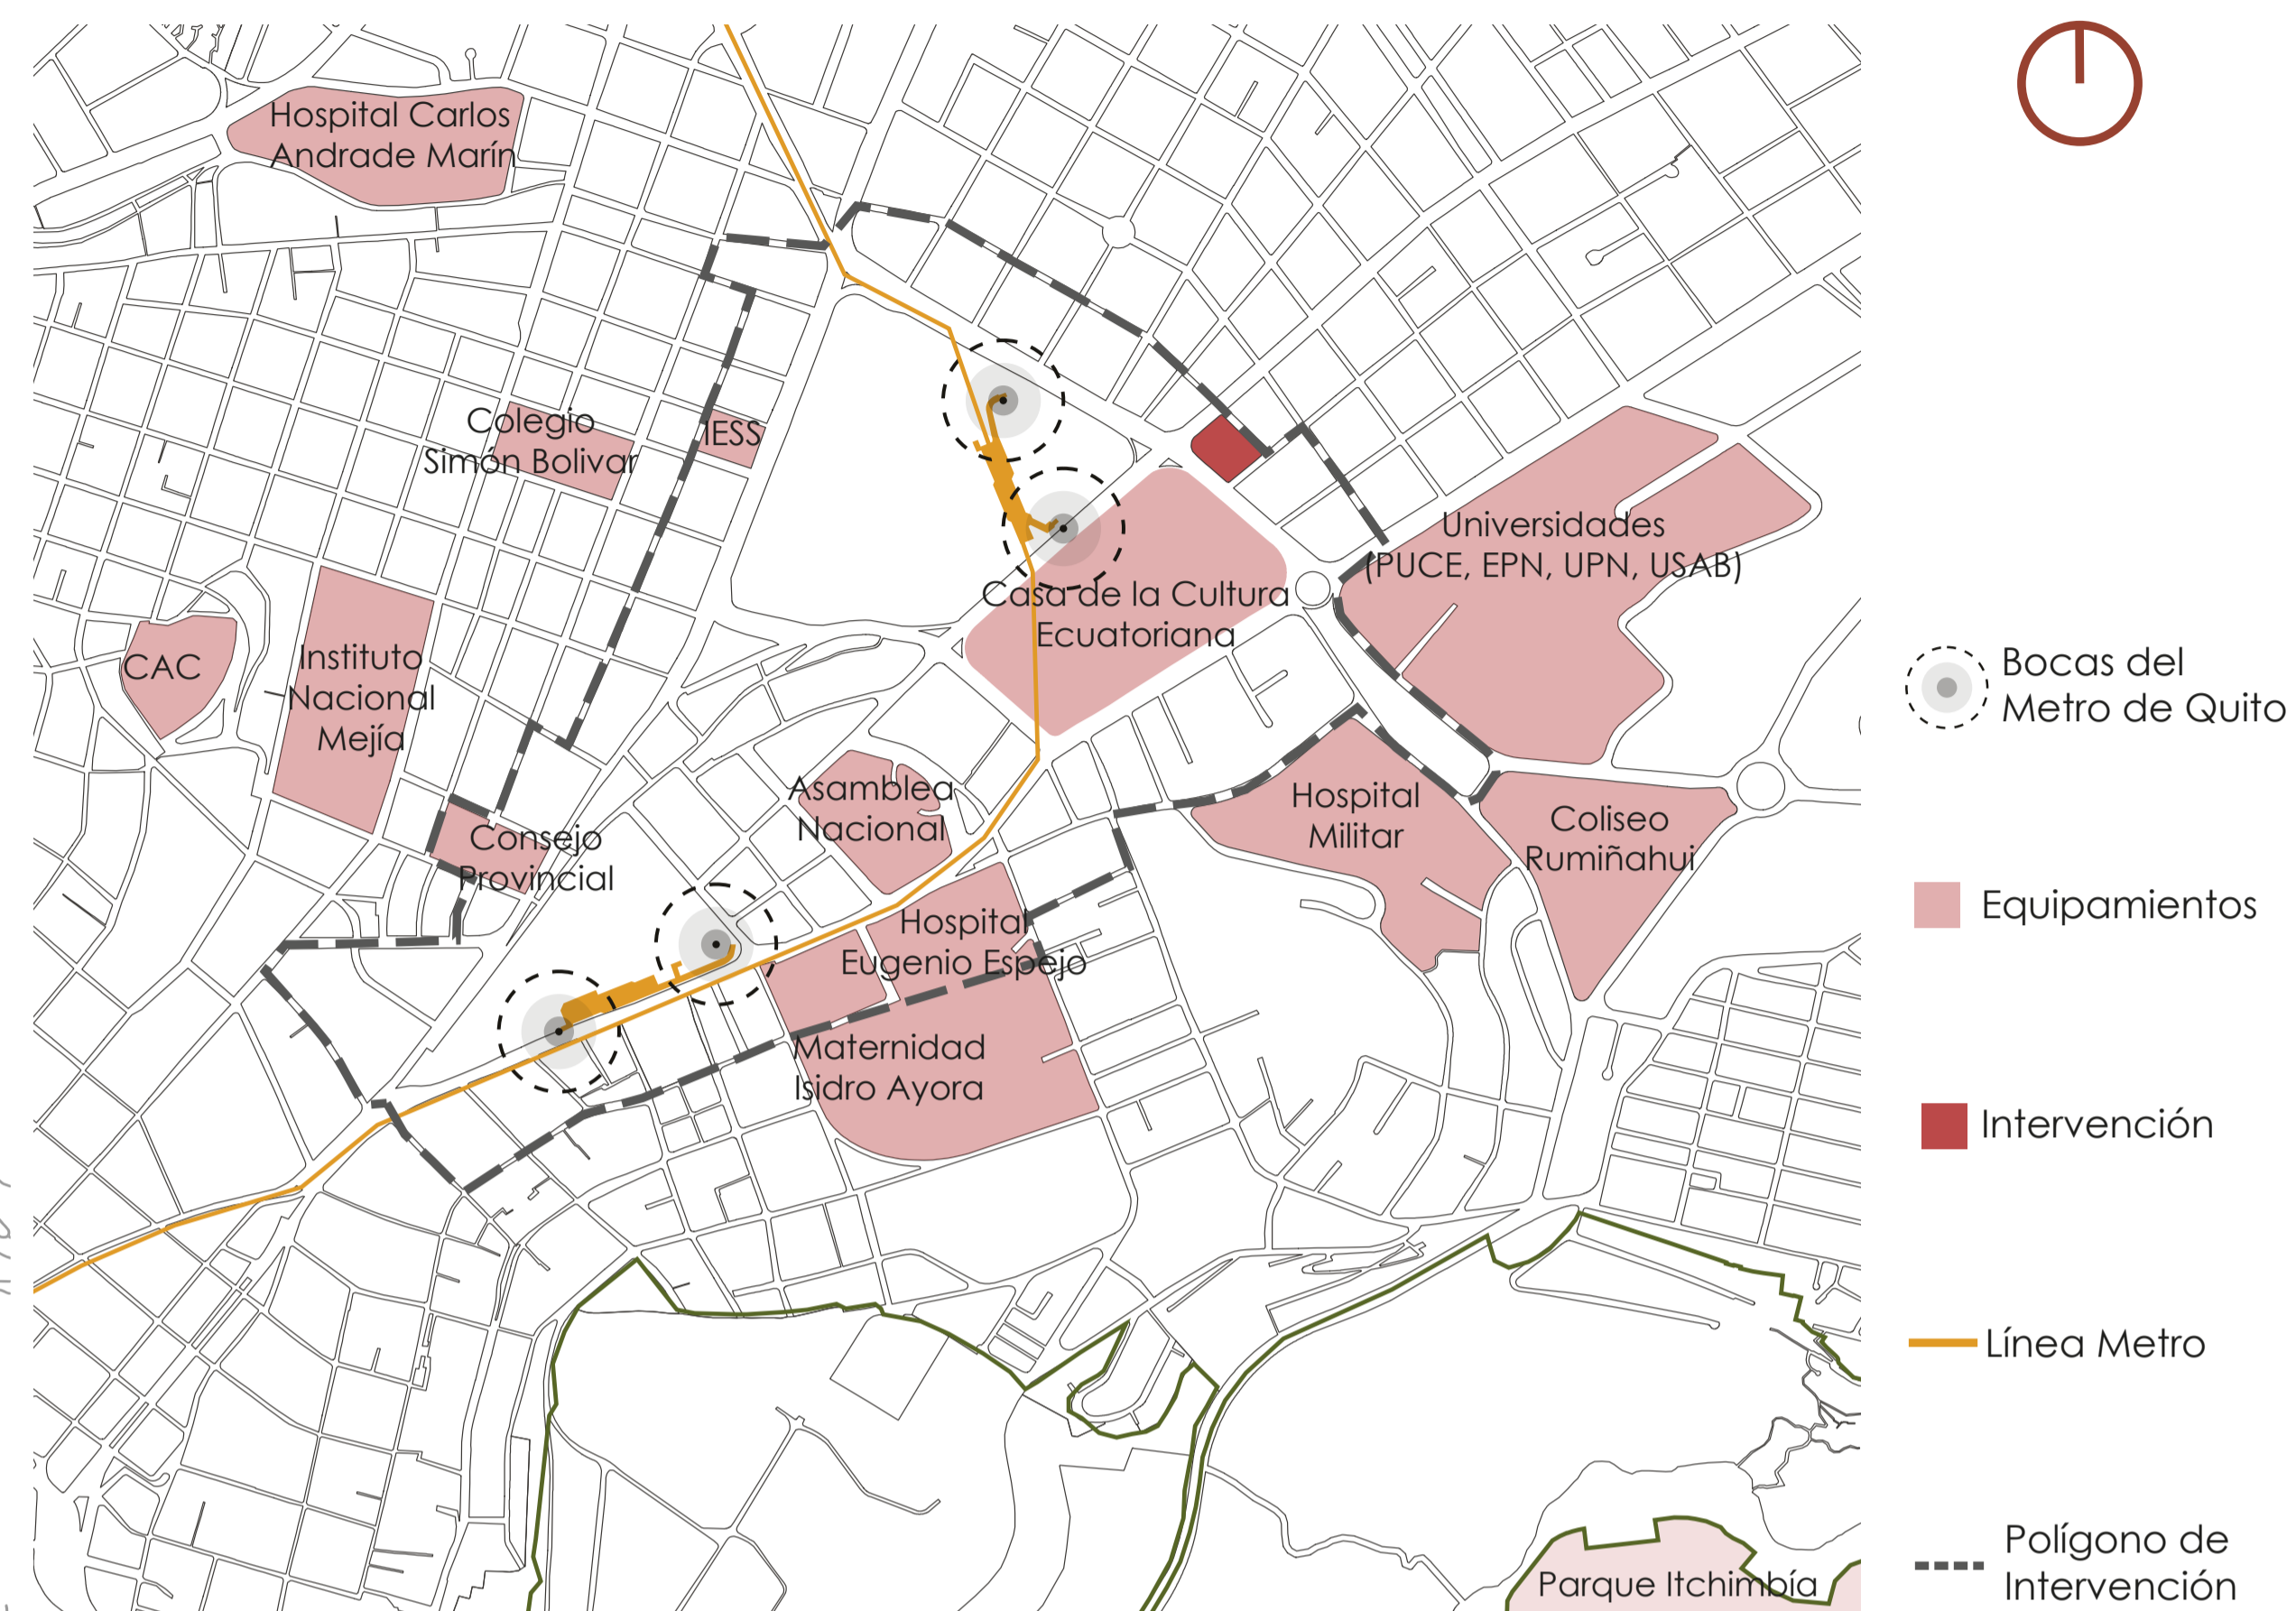 Hospital Carlos
Andrade Marín
Colegio
Simón Bolivar
IESS
Universidades
(PUCE, EPN, UPN, USAB)
Casa de la Cultura
Ecuatoriana
CAC
Instituto
Nacional
Mejía
Asamblea
Nacional
Consejo
Provincial
Hospital
Militar
Coliseo
Rumiñahui
Hospital
Eugenio Espejo
Maternidad
Isidro Ayora
Parque Itchimbía
Bocas del
Metro de Quito
Equipamientos
Intervención
Línea Metro
Polígono de
Intervención